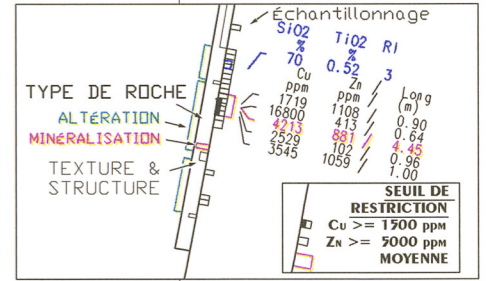 Échantillonnage
SiO2 TiO2 RI
% %
70 0.52 3
Cu Zn / Long
ppm ppm / (m)
1719 1108 / 0.90
16800 413 / 0.64
4213 881 / 4.45
2529 102 / 0.96
3545 1059 / 1.00
TYPE DE ROCHE
ALTÉRATION
MINÉRALISATION
TEXTURE &
STRUCTURE
SEUIL DE
RESTRICTION
Cu >= 1500 PPM
ZN >= 5000 PPM
MOYENNE